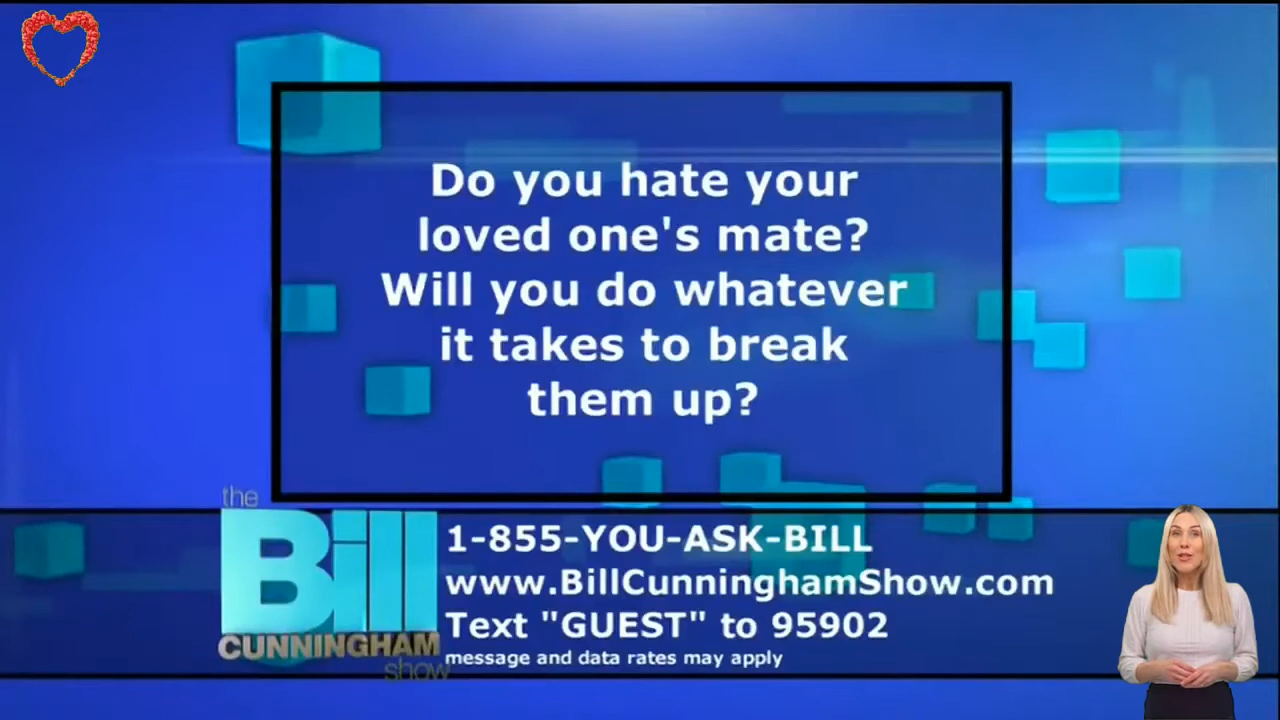 Do you hate your
loved one's mate?
Will you do whatever
it takes to break
them up?
the
Bill
CUNNINGHAM
show
1-855-YOU-ASK-BILL
www.BillCunninghamShow.com
Text "GUEST" to 95902
message and data rates may apply